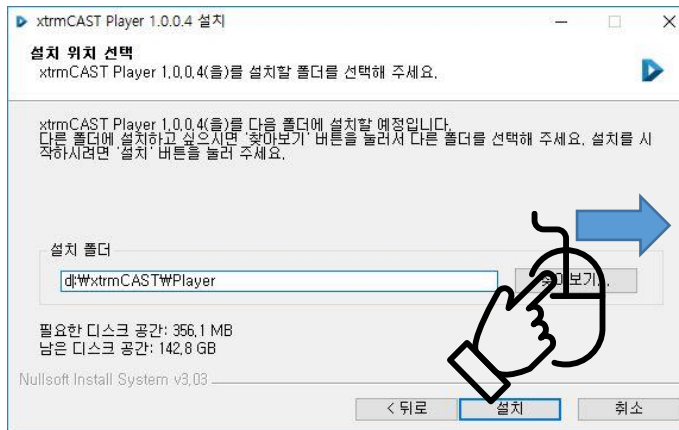 xtrmCAST Player 1.0.0.4 설치
설치 위치 선택
xtrmCAST Player 1,0,0,4(을)를 설치할 폴더를 선택해 주세요.
xtrmCAST Player 1,0,0,4(을)를 다음 폴더에 설치할 예정입니다.
다른 폴더에 설치하고 싶으시면 '찾아보기' 버튼을 눌러서 다른 폴더를 선택해 주세요. 설치를 시
작하시려면 '설치' 버튼을 눌러 주세요.
설치 폴더
d:₩xtrmCAST₩Player
찾아보기...
필요한 디스크 공간: 356,1 MB
남은 디스크 공간: 142,8 GB
Nullsoft Install System v3,03
< 뒤로
설치
취소